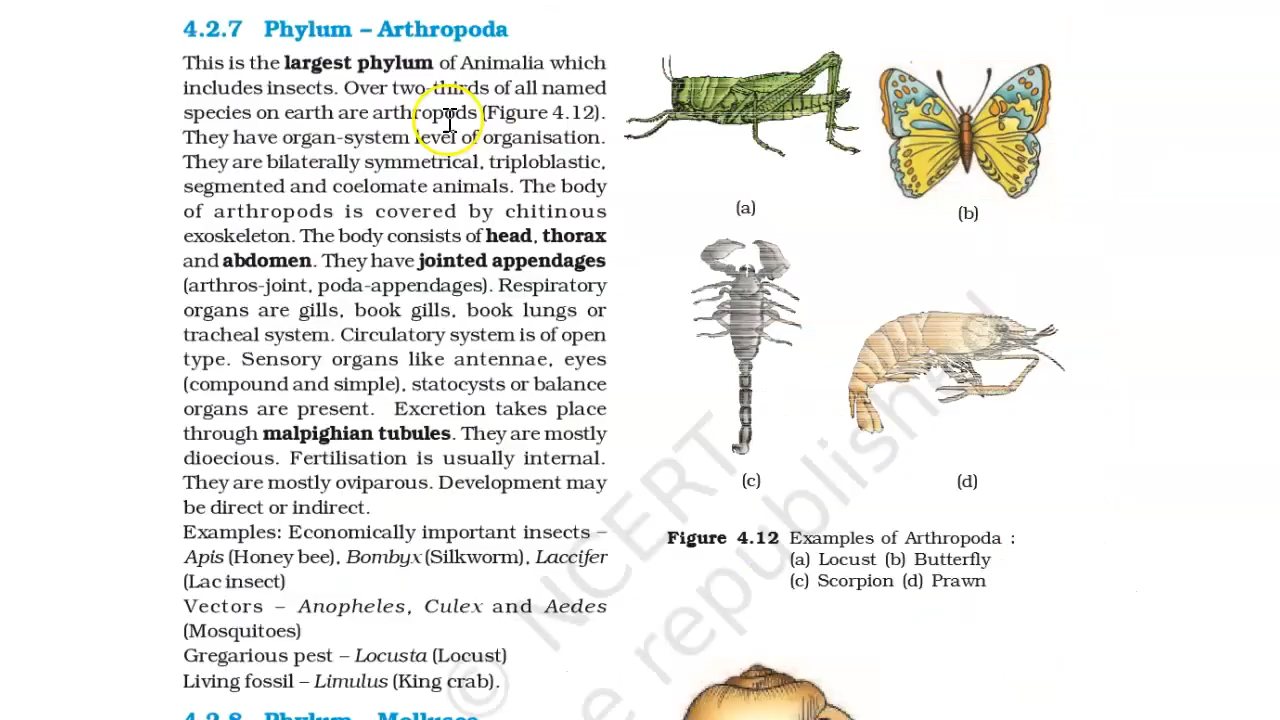 4.2.7 Phylum – Arthropoda
This is the largest phylum of Animalia which
includes insects. Over two-thirds of all named
species on earth are arthropods (Figure 4.12).
They have organ-system level of organisation.
They are bilaterally symmetrical, triploblastic,
segmented and coelomate animals. The body
of arthropods is covered by chitinous
exoskeleton. The body consists of head, thorax
and abdomen. They have jointed appendages
(arthros-joint, poda-appendages). Respiratory
organs are gills, book gills, book lungs or
tracheal system. Circulatory system is of open
type. Sensory organs like antennae, eyes
(compound and simple), statocysts or balance
organs are present. Excretion takes place
through malpighian tubules. They are mostly
dioecious. Fertilisation is usually internal.
They are mostly oviparous. Development may
be direct or indirect.
Examples: Economically important insects –
Apis (Honey bee), Bombyx (Silkworm), Laccifer
(Lac insect)
Vectors – Anopheles, Culex and Aedes
(Mosquitoes)
Gregarious pest – Locusta (Locust)
Living fossil – Limulus (King crab).
4.2.8 Phylum – Mollusca
(a)
(b)
(c)
(d)
Figure 4.12 Examples of Arthropoda :
(a) Locust (b) Butterfly
(c) Scorpion (d) Prawn
© NCERT
be republished